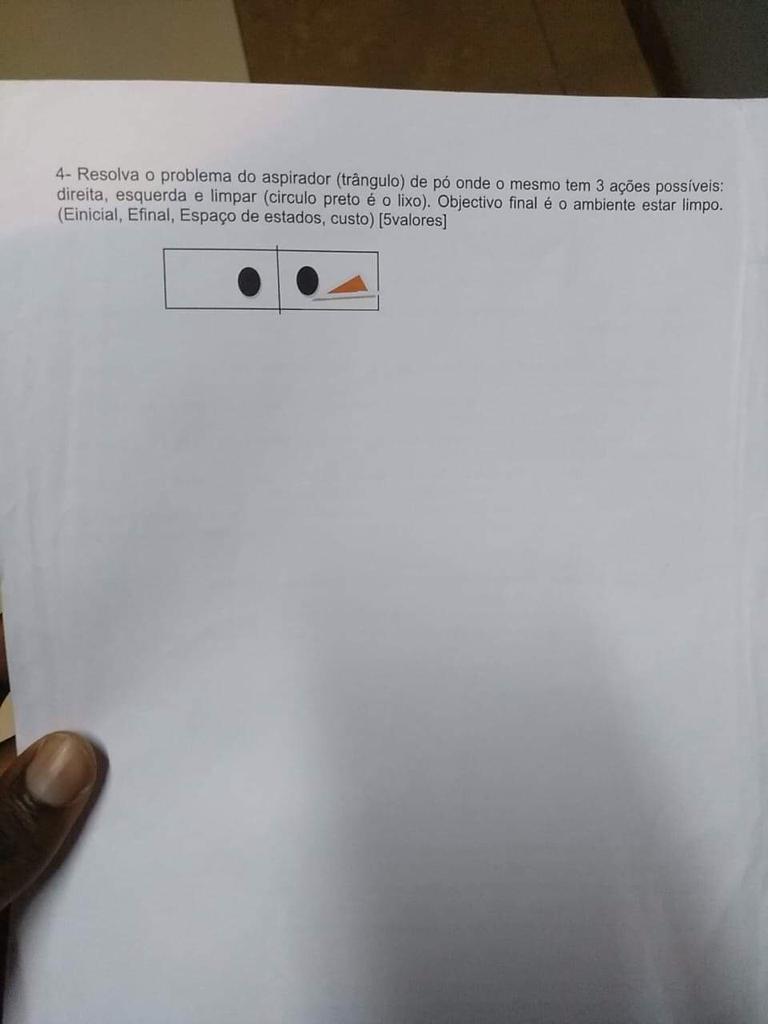 4- Resolva o problema do aspirador (trângulo) de pó onde o mesmo tem 3 ações possíveis:
direita, esquerda e limpar (circulo preto é o lixo). Objectivo final é o ambiente estar limpo.
(Einicial, Efinal, Espaço de estados, custo) [5valores]